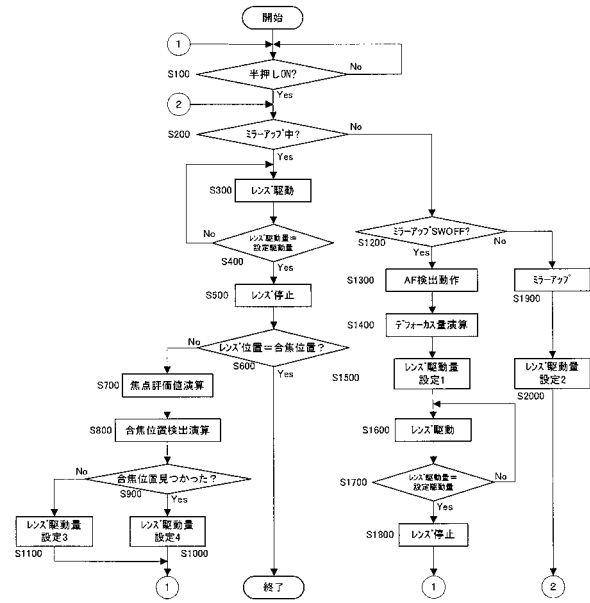 開始
1
S100
半押しON?
No
Yes
2
S200
ミラーアップ中?
No
Yes
S300
レンズ駆動
No
レンズ駆動量=
設定駆動量
S400
Yes
S500
レンズ停止
No
レンズ位置=合焦位置?
S600
Yes
S700
焦点評価値演算
S800
合焦位置検出演算
No
合焦位置見つかった?
S900
Yes
レンズ駆動量
設定3
S1100
レンズ駆動量
設定4
S1000
1
終了
ミラーアップSWOFF?
S1200
No
Yes
S1300
AF検出動作
S1400
デフォーカス量演算
S1500
レンズ駆動量
設定1
S1600
レンズ駆動
S1700
レンズ駆動量=
設定駆動量
No
Yes
S1800
レンズ停止
1
ミラーアップ
S1900
レンズ駆動量
設定2
S2000
2